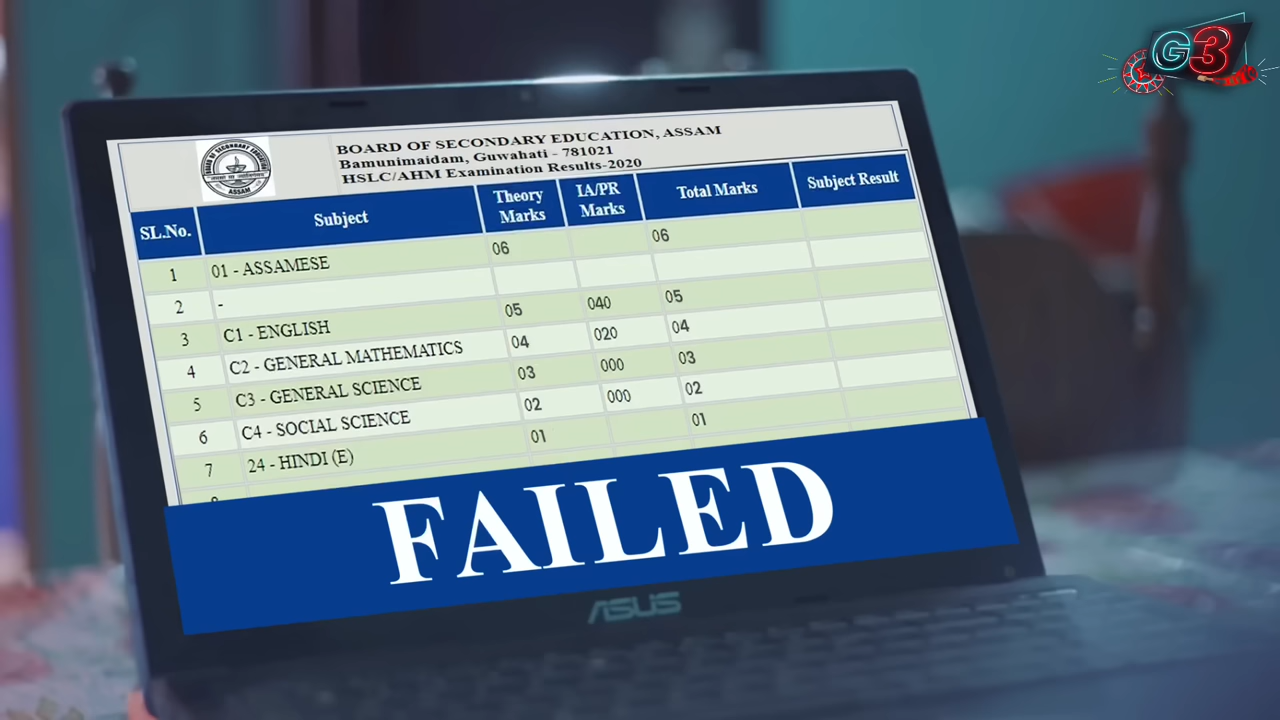 G3
BOARD OF SECONDARY EDUCATION, ASSAM
Bamunimaidam, Guwahati - 781021
HSLC/AHM Examination Results-2020
SL.No. Subject Theory Marks IA/PR Marks Total Marks Subject Result
1 01 - ASSAMESE 06 06
2 -
3 C1 - ENGLISH 05 040 05
4 C2 - GENERAL MATHEMATICS 04 020 04
5 C3 - GENERAL SCIENCE 03 000 03
6 C4 - SOCIAL SCIENCE 02 000 02
7 24 - HINDI (E) 01 01
FAILED
ASUS